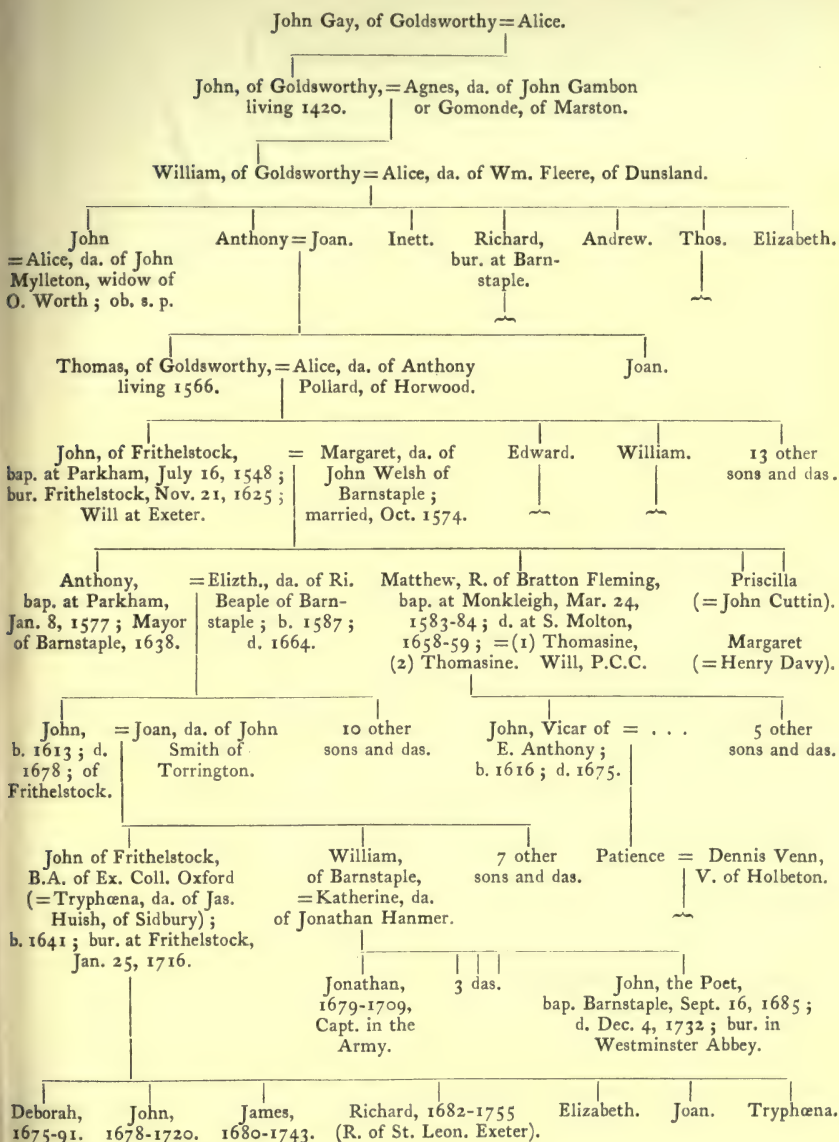 John Gay, of Goldsworthy = Alice.
John, of Goldsworthy, = Agnes, da. of John Gambon
living 1420. or Gomonde, of Marston.
William, of Goldsworthy = Alice, da. of Wm. Fleere, of Dunsland.
John
= Alice, da. of John
Mylleton, widow of
O. Worth ; ob. s. p.
Anthony = Joan.
Inett.
Richard,
bur. at Barn-
staple.
Andrew.
Thos.
Elizabeth.
Thomas, of Goldsworthy, = Alice, da. of Anthony
living 1566. Pollard, of Horwood.
Joan.
John, of Frithelstock,
bap. at Parkham, July 16, 1548 ;
bur. Frithelstock, Nov. 21, 1625 ;
Will at Exeter.
= Margaret, da. of
John Welsh of
Barnstaple ;
married, Oct. 1574.
Edward.
William.
13 other
sons and das.
Anthony,
bap. at Parkham,
Jan. 8, 1577 ; Mayor
of Barnstaple, 1638.
= Elizth., da. of Ri.
Beaple of Barn-
staple ; b. 1587 ;
d. 1664.
Matthew, R. of Bratton Fleming,
bap. at Monkleigh, Mar. 24,
1583-84 ; d. at S. Molton,
1658-59 ; = (1) Thomasine,
(2) Thomasine. Will, P.C.C.
Priscilla
(= John Cuttin).
Margaret
(= Henry Davy).
John,
b. 1613 ; d.
1678 ; of
Frithelstock.
= Joan, da. of John
Smith of
Torrington.
10 other
sons and das.
John, Vicar of = . . .
E. Anthony ;
b. 1616 ; d. 1675.
5 other
sons and das.
John of Frithelstock,
B.A. of Ex. Coll. Oxford
(= Tryphœna, da. of Jas.
Huish, of Sidbury) ;
b. 1641 ; bur. at Frithelstock,
Jan. 25, 1716.
William,
of Barnstaple,
= Katherine, da.
of Jonathan Hanmer.
7 other
sons and das.
Patience = Dennis Venn,
V. of Holbeton.
Jonathan,
1679-1709,
Capt. in the
Army.
3 das.
John, the Poet,
bap. Barnstaple, Sept. 16, 1685 ;
d. Dec. 4, 1732 ; bur. in
Westminster Abbey.
Deborah,
1675-91.
John,
1678-1720.
James,
1680-1743.
Richard, 1682-1755
(R. of St. Leon. Exeter).
Elizabeth.
Joan.
Tryphœna.